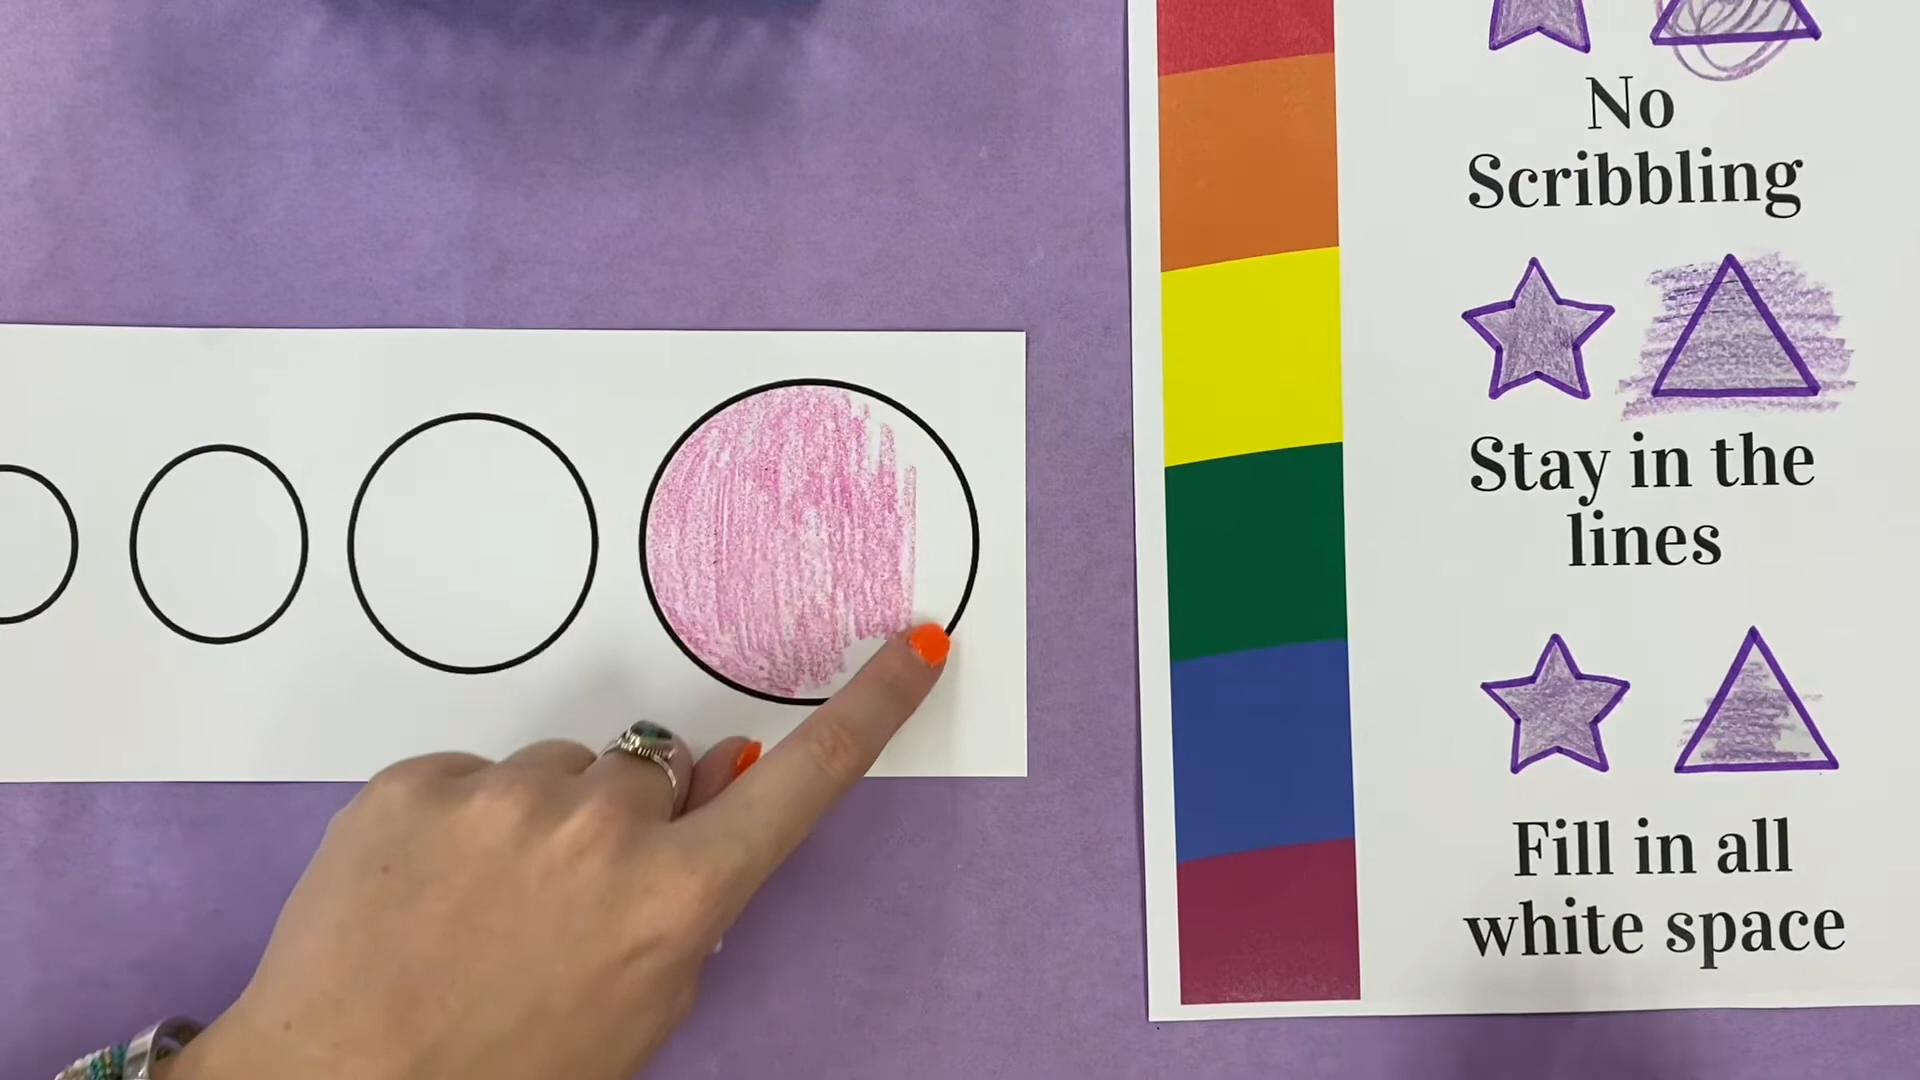 No
Scribbling
Stay in the
lines
Fill in all
white space